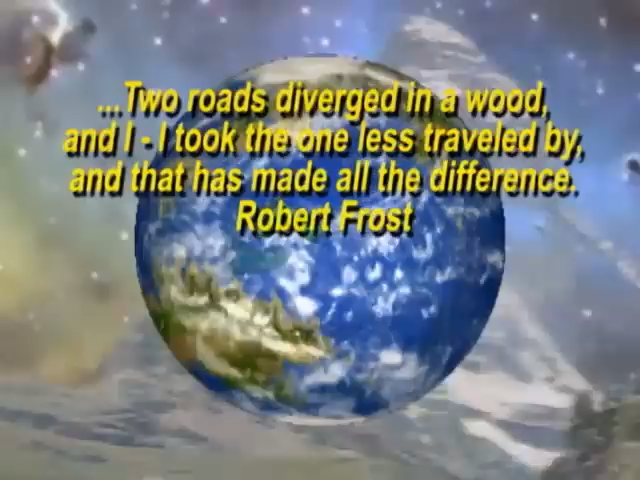 ...Two roads diverged in a wood,
and I - I took the one less traveled by,
and that has made all the difference.
Robert Frost